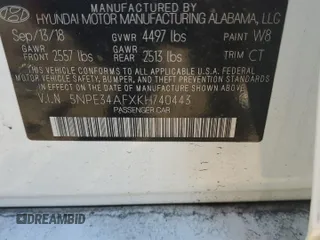 MANUFACTURED BY
HYUNDAI MOTOR MANUFACTURING ALABAMA, LLC
Sep/13/18 GVWR 4497 lbs PAINT W8
GAWR FRONT 2557 lbs GAWR REAR 2513 lbs TRIM CT
THIS VEHICLE CONFORMS TO ALL APPLICABLE U.S. FEDERAL MOTOR
VEHICLE SAFETY, BUMPER, AND THEFT PREVENTION STANDARDS
IN EFFECT ON THE DATE OF MANUFACTURE SHOWN ABOVE.
V.I.N 5NPE34AFXKH740443
PASSENGER CAR
DREAMBID